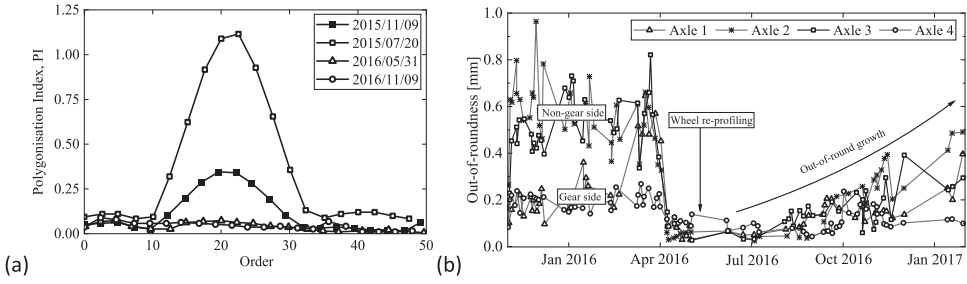 (a)
Polygonisation Index, PI
1.25
1.00
0.75
0.50
0.25
0.00
0 10 20 30 40 50
Order
2015/11/09
2015/07/20
2016/05/31
2016/11/09
(b)
Out-of-roundness [mm]
1.0
0.8
0.6
0.4
0.2
0.0
Jan 2016 Apr 2016 Jul 2016 Oct 2016 Jan 2017
Axle 1 Axle 2 Axle 3 Axle 4
Non-gear side
Wheel re-profiling
Out-of-round growth
Gear side